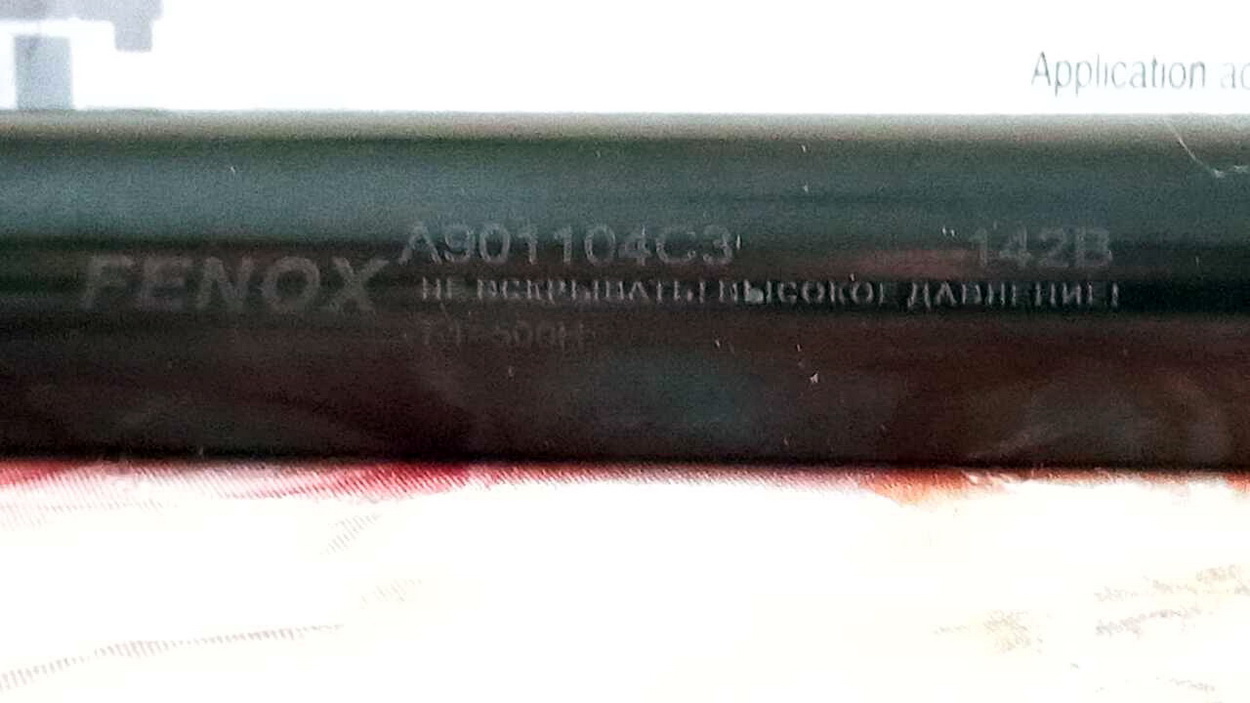 Application
FENOX A901104C3 142B
НЕ ВСКРЫВАТЬ! ВЫСОКОЕ ДАВЛЕНИЕ!